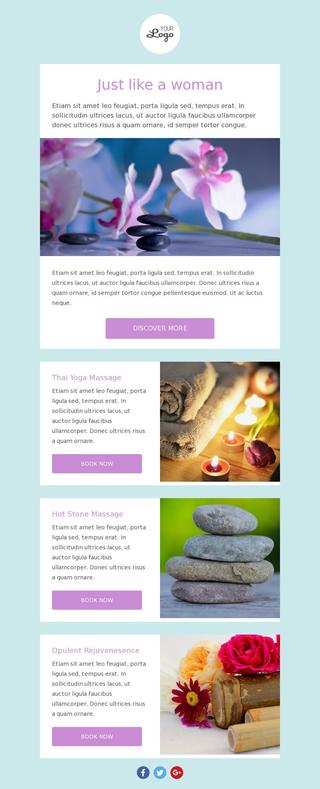 YOUR
Logo
Just like a woman
Etiam sit amet leo feugiat, porta ligula sed, tempus erat. In
sollicitudin ultrices lacus, ut auctor ligula faucibus ullamcorper
donec ultrices risus a quam ornare, id semper tortor congue.
Etiam sit amet leo feugiat, porta ligula sed, tempus erat. In sollicitudin
ultrices lacus, ut auctor ligula faucibus ullamcorper. Donec ultrices risus a
quam ornare, id semper tortor congue pellentesque euismod. Ut ac luctus
neque.
DISCOVER MORE
Thai Yoga Massage
Etiam sit amet leo feugiat, porta
ligula sed, tempus erat. In
sollicitudin ultrices lacus, ut
auctor ligula faucibus
ullamcorper. Donec ultrices risus
a quam ornare.
BOOK NOW
Hot Stone Massage
Etiam sit amet leo feugiat, porta
ligula sed, tempus erat. In
sollicitudin ultrices lacus, ut
auctor ligula faucibus
ullamcorper. Donec ultrices risus
a quam ornare.
BOOK NOW
Opulent Rejuvenesence
Etiam sit amet leo feugiat, porta
ligula sed, tempus erat. In
sollicitudin ultrices lacus, ut
auctor ligula faucibus
ullamcorper. Donec ultrices risus
a quam ornare.
BOOK NOW